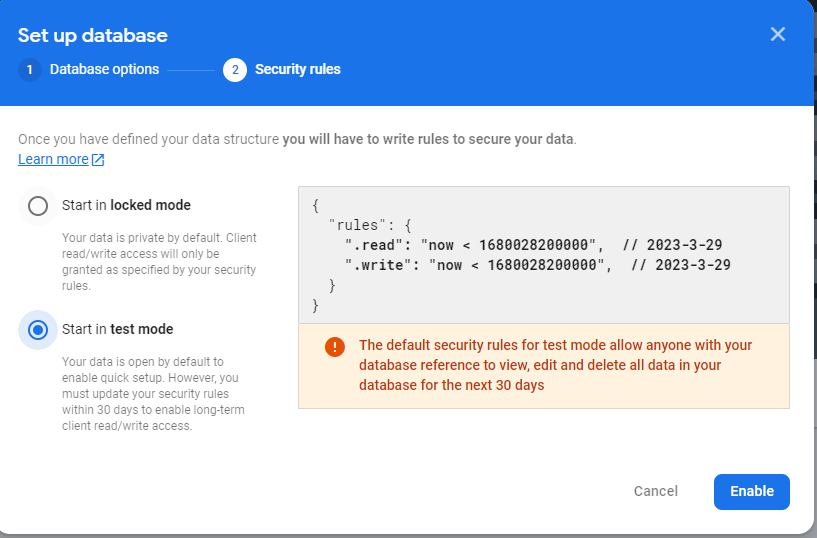 Set up database
1 Database options
2 Security rules
Once you have defined your data structure you will have to write rules to secure your data.
Learn more
Start in locked mode
Your data is private by default. Client
read/write access will only be
granted as specified by your security
rules.
Start in test mode
Your data is open by default to
enable quick setup. However, you
must update your security rules
within 30 days to enable long-term
client read/write access.
{
"rules": {
".read": "now < 1680028200000", // 2023-3-29
".write": "now < 1680028200000", // 2023-3-29
}
}
The default security rules for test mode allow anyone with your
database reference to view, edit and delete all data in your
database for the next 30 days
Cancel
Enable